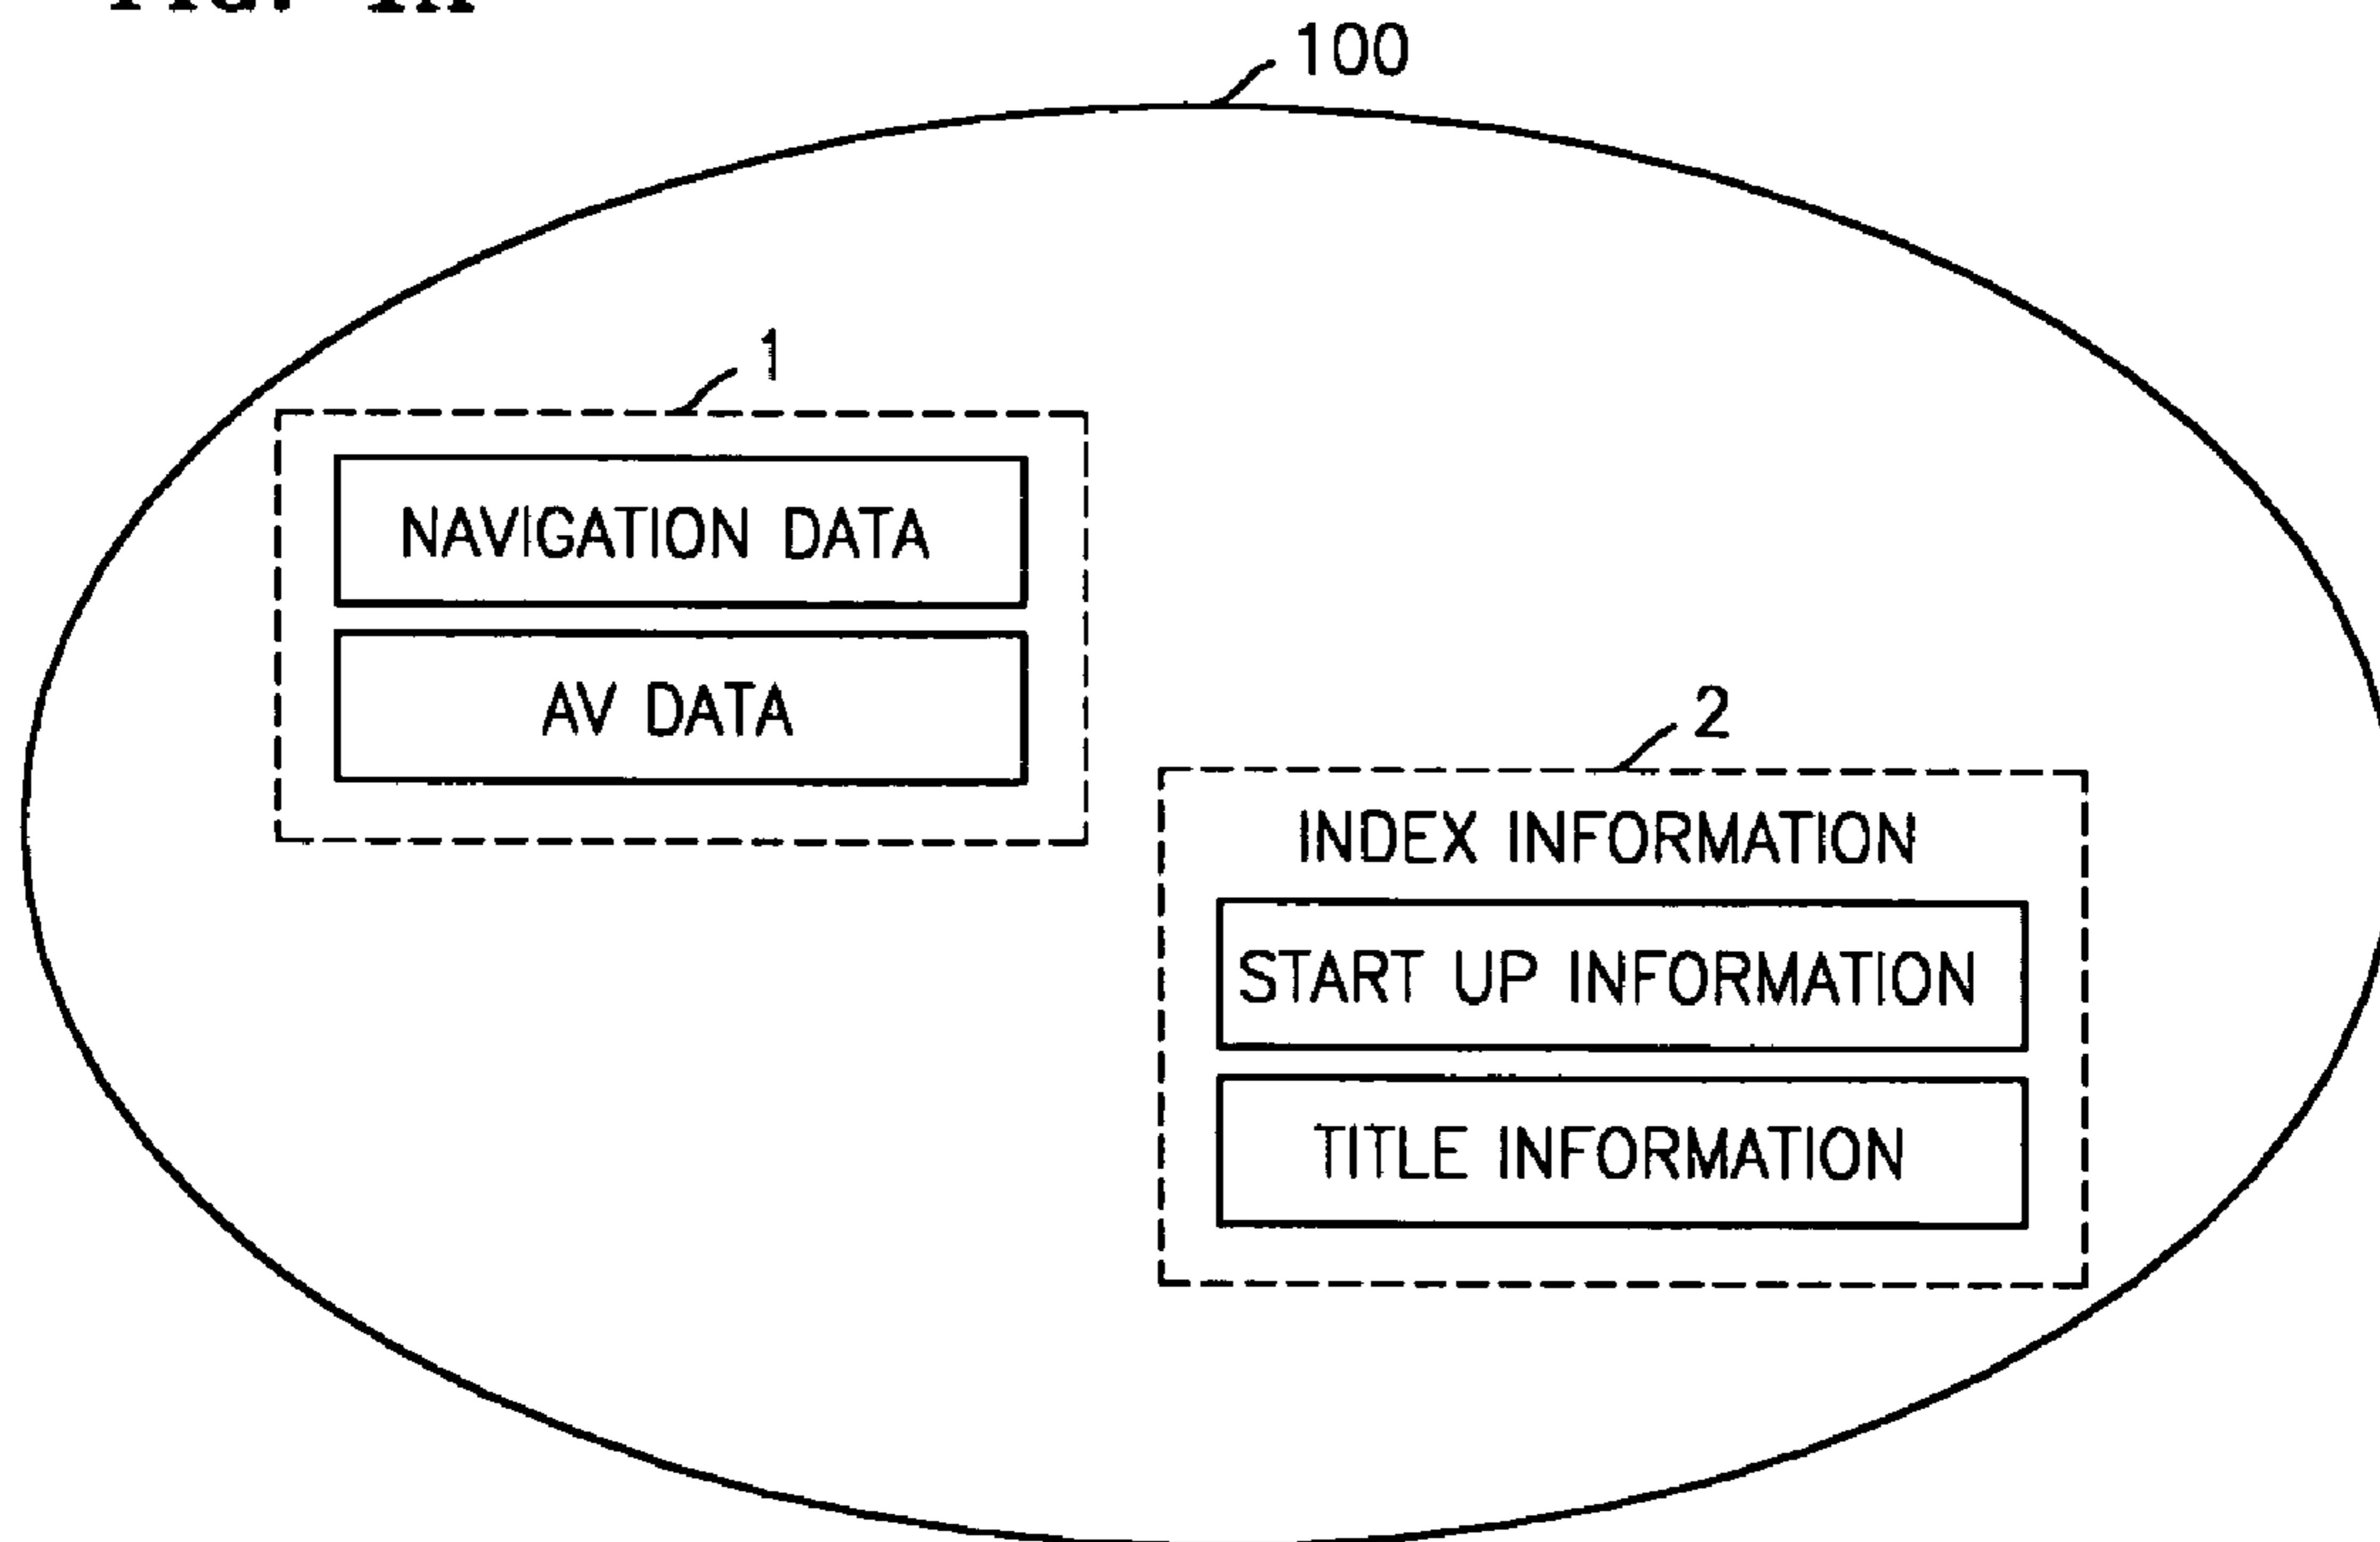 100
1
NAVIGATION DATA
AV DATA
2
INDEX INFORMATION
START UP INFORMATION
TITLE INFORMATION